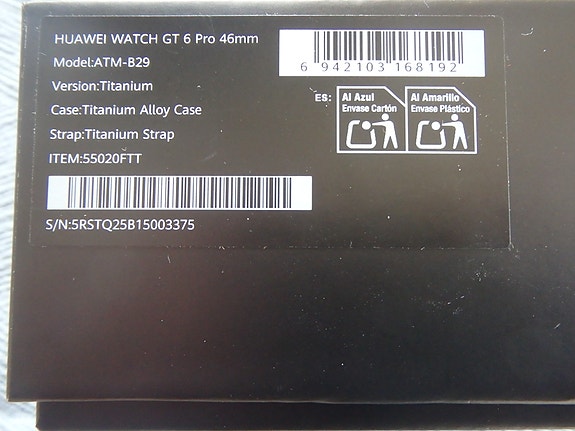 HUAWEI WATCH GT 6 Pro 46mm
Model:ATM-B29
Version:Titanium
Case:Titanium Alloy Case
Strap:Titanium Strap
ITEM:55020FTT
S/N:5RSTQ25B15003375
6 942103 168192
ES:
Al Azul
Envase Cartón
Al Amarillo
Envase Plástico